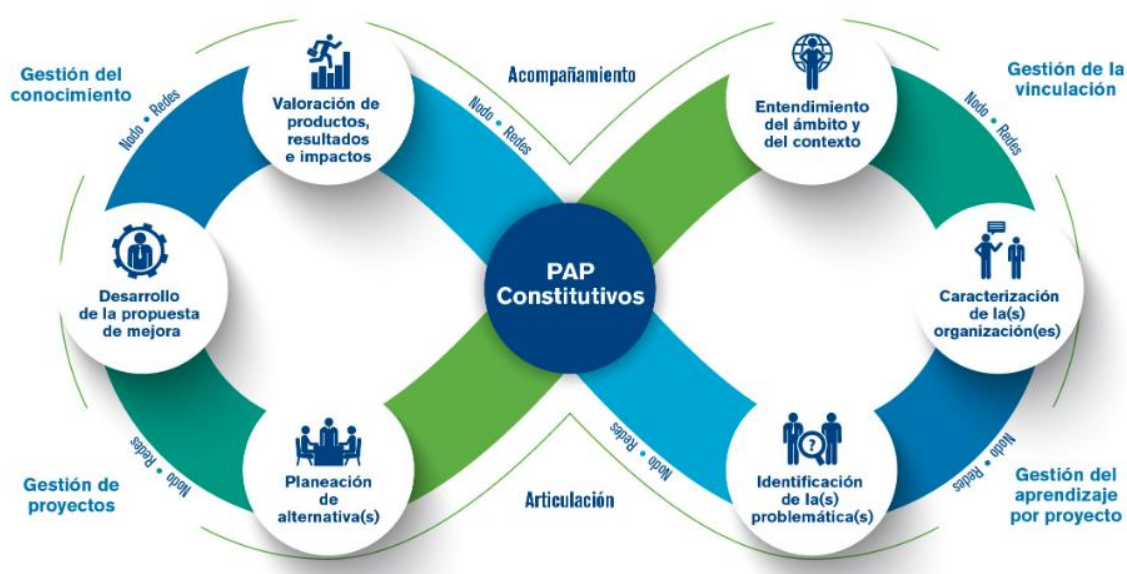 Gestión del
conocimiento
Nodo • Redes
Valoración de
productos,
resultados
e impactos
Nodo • Redes
Acompañamiento
Entendimiento
del ámbito y
del contexto
Nodo • Redes
Gestión de la
vinculación
Desarrollo
de la propuesta
de mejora
PAP
Constitutivos
Caracterización
de la(s)
organización(es)
Gestión de
proyectos
Nodo • Redes
Planeación de
alternativa(s)
Articulación
Nodo • Redes
?
Identificación
de la(s)
problemática(s)
Nodo • Redes
Gestión del
aprendizaje
por proyecto